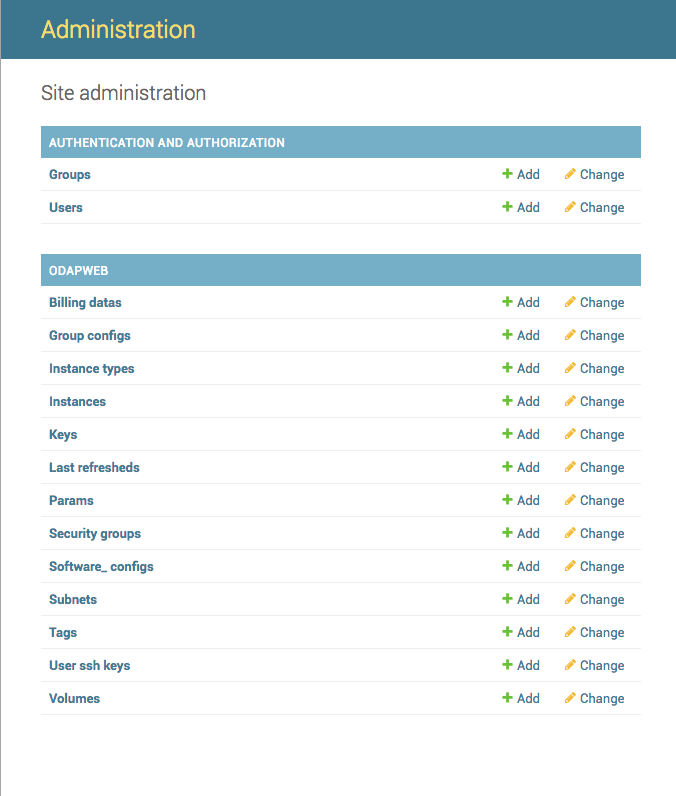 Administration
Site administration
AUTHENTICATION AND AUTHORIZATION
Groups Add Change
Users Add Change
ODAPWEB
Billing datas Add Change
Group configs Add Change
Instance types Add Change
Instances Add Change
Keys Add Change
Last refresheds Add Change
Params Add Change
Security groups Add Change
Software_ configs Add Change
Subnets Add Change
Tags Add Change
User ssh keys Add Change
Volumes Add Change